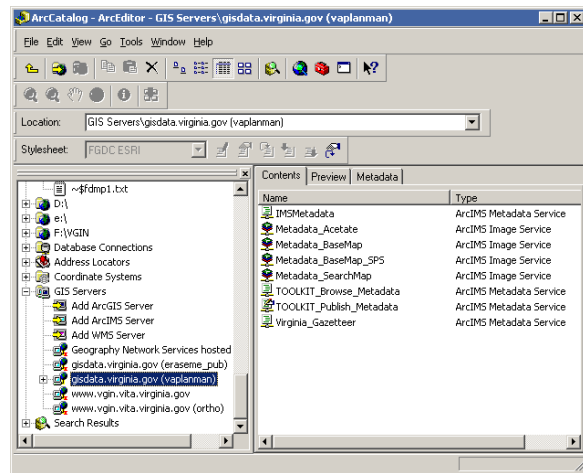 ArcCatalog - ArcEditor - GIS Servers\gisdata.virginia.gov (vaplanman)
File Edit View Go Tools Window Help
Location: GIS Servers\gisdata.virginia.gov (vaplanman)
Stylesheet: FGDC ESRI
~$fdmp1.txt
D:\
e:\
F:\VGIN
Database Connections
Address Locators
Coordinate Systems
GIS Servers
Add ArcGIS Server
Add ArcIMS Server
Add WMS Server
Geography Network Services hosted
gisdata.virginia.gov (eraseme_pub)
gisdata.virginia.gov (vaplanman)
www.vgin.vita.virginia.gov
www.vgin.vita.virginia.gov (ortho)
Search Results
Contents Preview Metadata
Name Type
IMSMetadata ArcIMS Metadata Service
Metadata_Acetate ArcIMS Image Service
Metadata_BaseMap ArcIMS Image Service
Metadata_BaseMap_SPS ArcIMS Image Service
Metadata_SearchMap ArcIMS Image Service
TOOLKIT_Browse_Metadata ArcIMS Metadata Service
TOOLKIT_Publish_Metadata ArcIMS Metadata Service
Virginia_Gazetteer ArcIMS Metadata Service